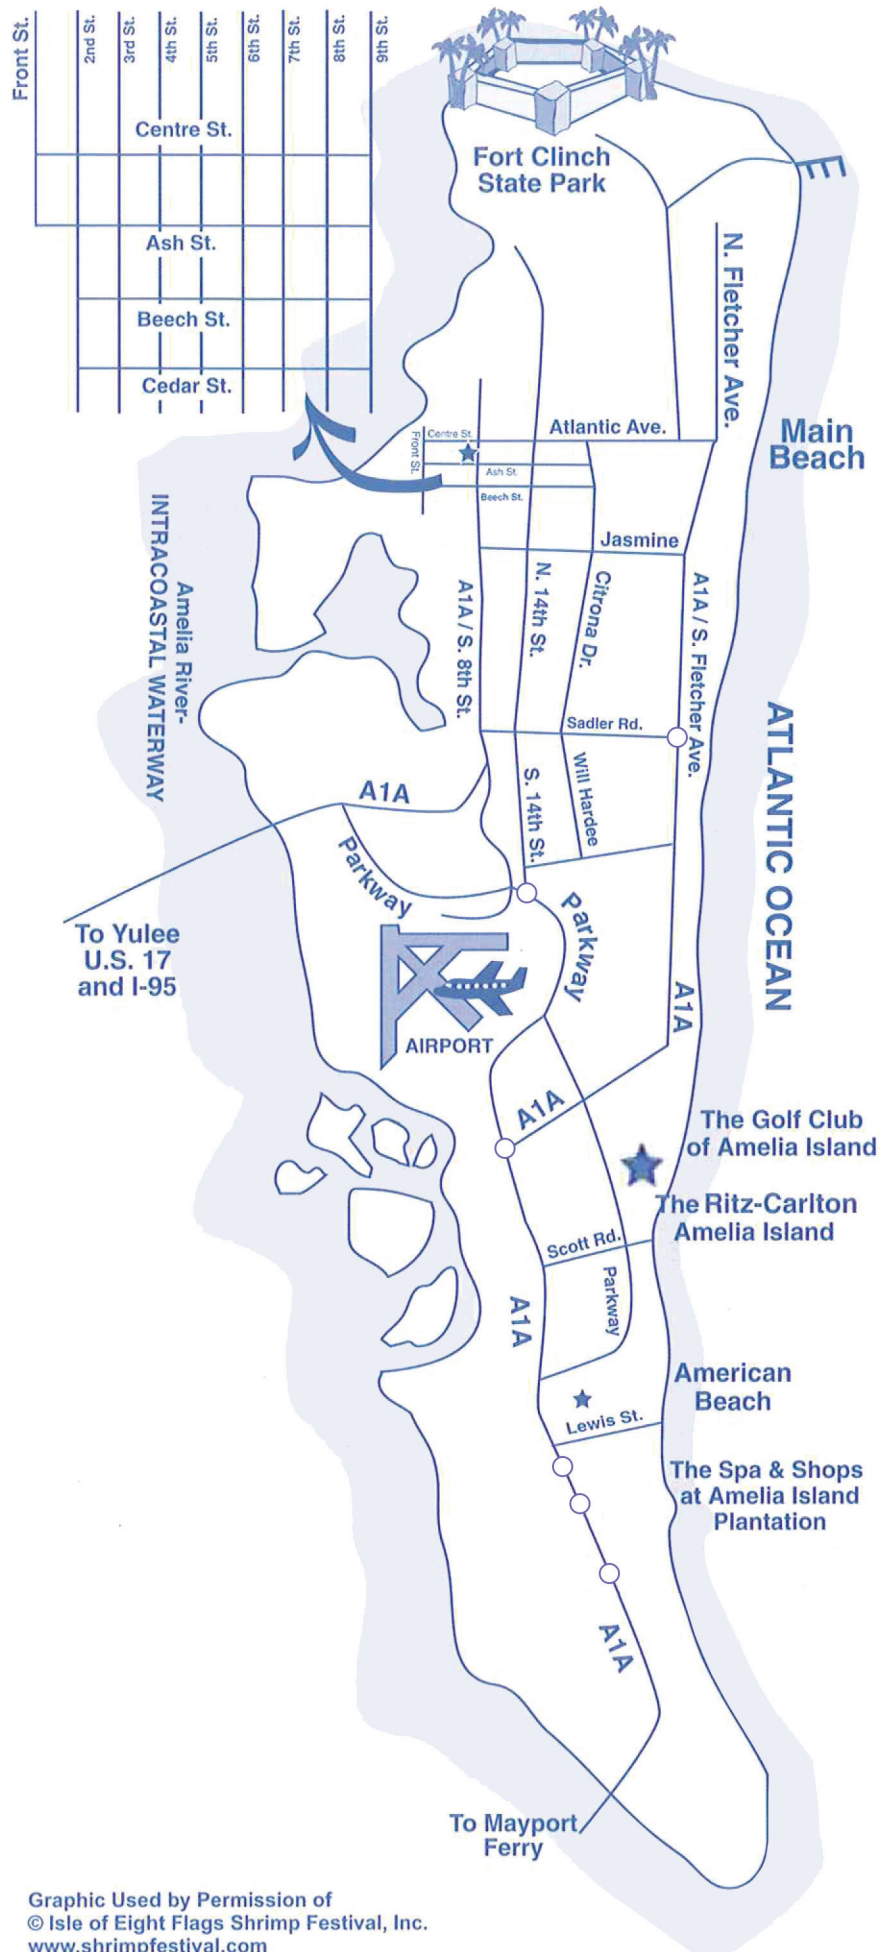 Front St.
2nd St.
3rd St.
4th St.
5th St.
6th St.
7th St.
8th St.
9th St.
Centre St.
Ash St.
Beech St.
Cedar St.
Fort Clinch
State Park
N. Fletcher Ave.
Atlantic Ave.
Main
Beach
Front St.
Centre St.
Ash St.
Beech St.
Jasmine
Amelia River-
INTRACOASTAL WATERWAY
A1A / S. 8th St.
N. 14th St.
Citrona Dr.
A1A / S. Fletcher Ave.
Sadler Rd.
ATLANTIC OCEAN
A1A
S. 14th St.
Will Hardee
Parkway
Parkway
To Yulee
U.S. 17
and I-95
AIRPORT
A1A
A1A
The Golf Club
of Amelia Island
The Ritz-Carlton
Amelia Island
Scott Rd.
Parkway
A1A
American
Beach
Lewis St.
The Spa & Shops
at Amelia Island
Plantation
A1A
To Mayport
Ferry
Graphic Used by Permission of
© Isle of Eight Flags Shrimp Festival, Inc.
www.shrimpfestival.com